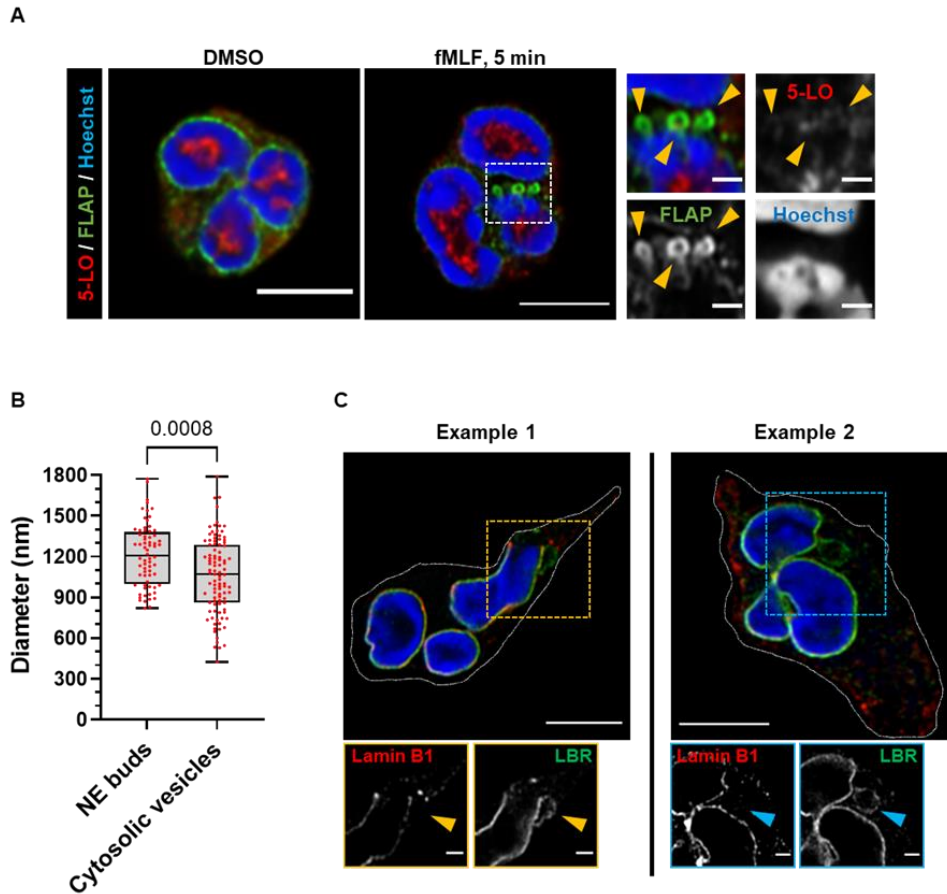 A
DMSO
fMLF, 5 min
5-LO / FLAP / Hoechst
5-LO
FLAP
Hoechst
B
0.0008
1800
1500
1200
900
600
300
0
Diameter (nm)
NE buds
Cytosolic vesicles
C
Example 1
Example 2
Lamin B1
LBR
Lamin B1
LBR